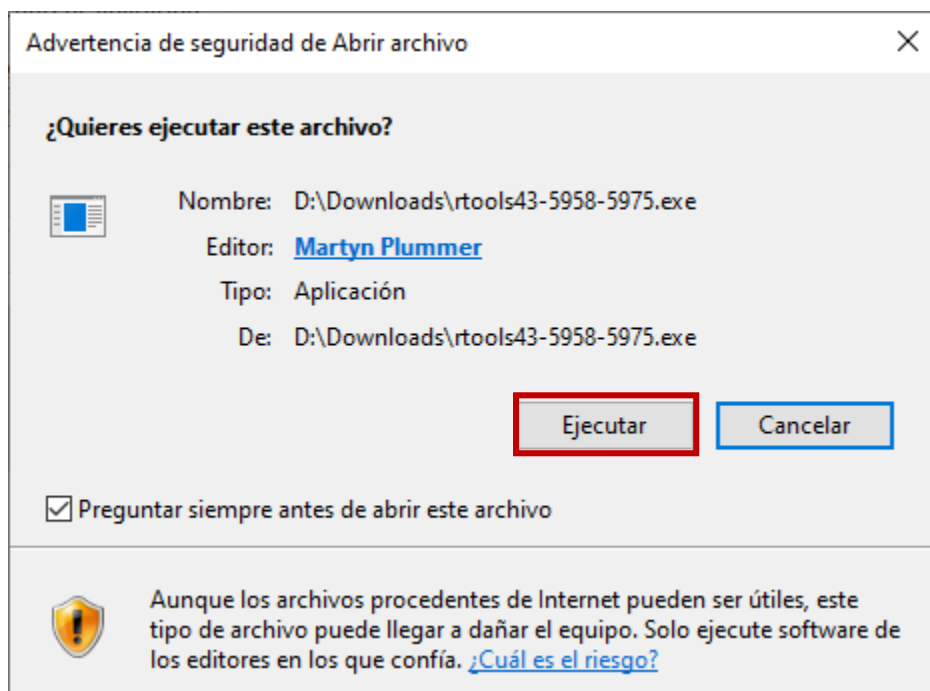 Advertencia de seguridad de Abrir archivo
¿Quieres ejecutar este archivo?
Nombre: D:\Downloads\rtools43-5958-5975.exe
Editor: Martyn Plummer
Tipo: Aplicación
De: D:\Downloads\rtools43-5958-5975.exe
Ejecutar Cancelar
Preguntar siempre antes de abrir este archivo
Aunque los archivos procedentes de Internet pueden ser útiles, este
tipo de archivo puede llegar a dañar el equipo. Solo ejecute software de
los editores en los que confía. ¿Cuál es el riesgo?